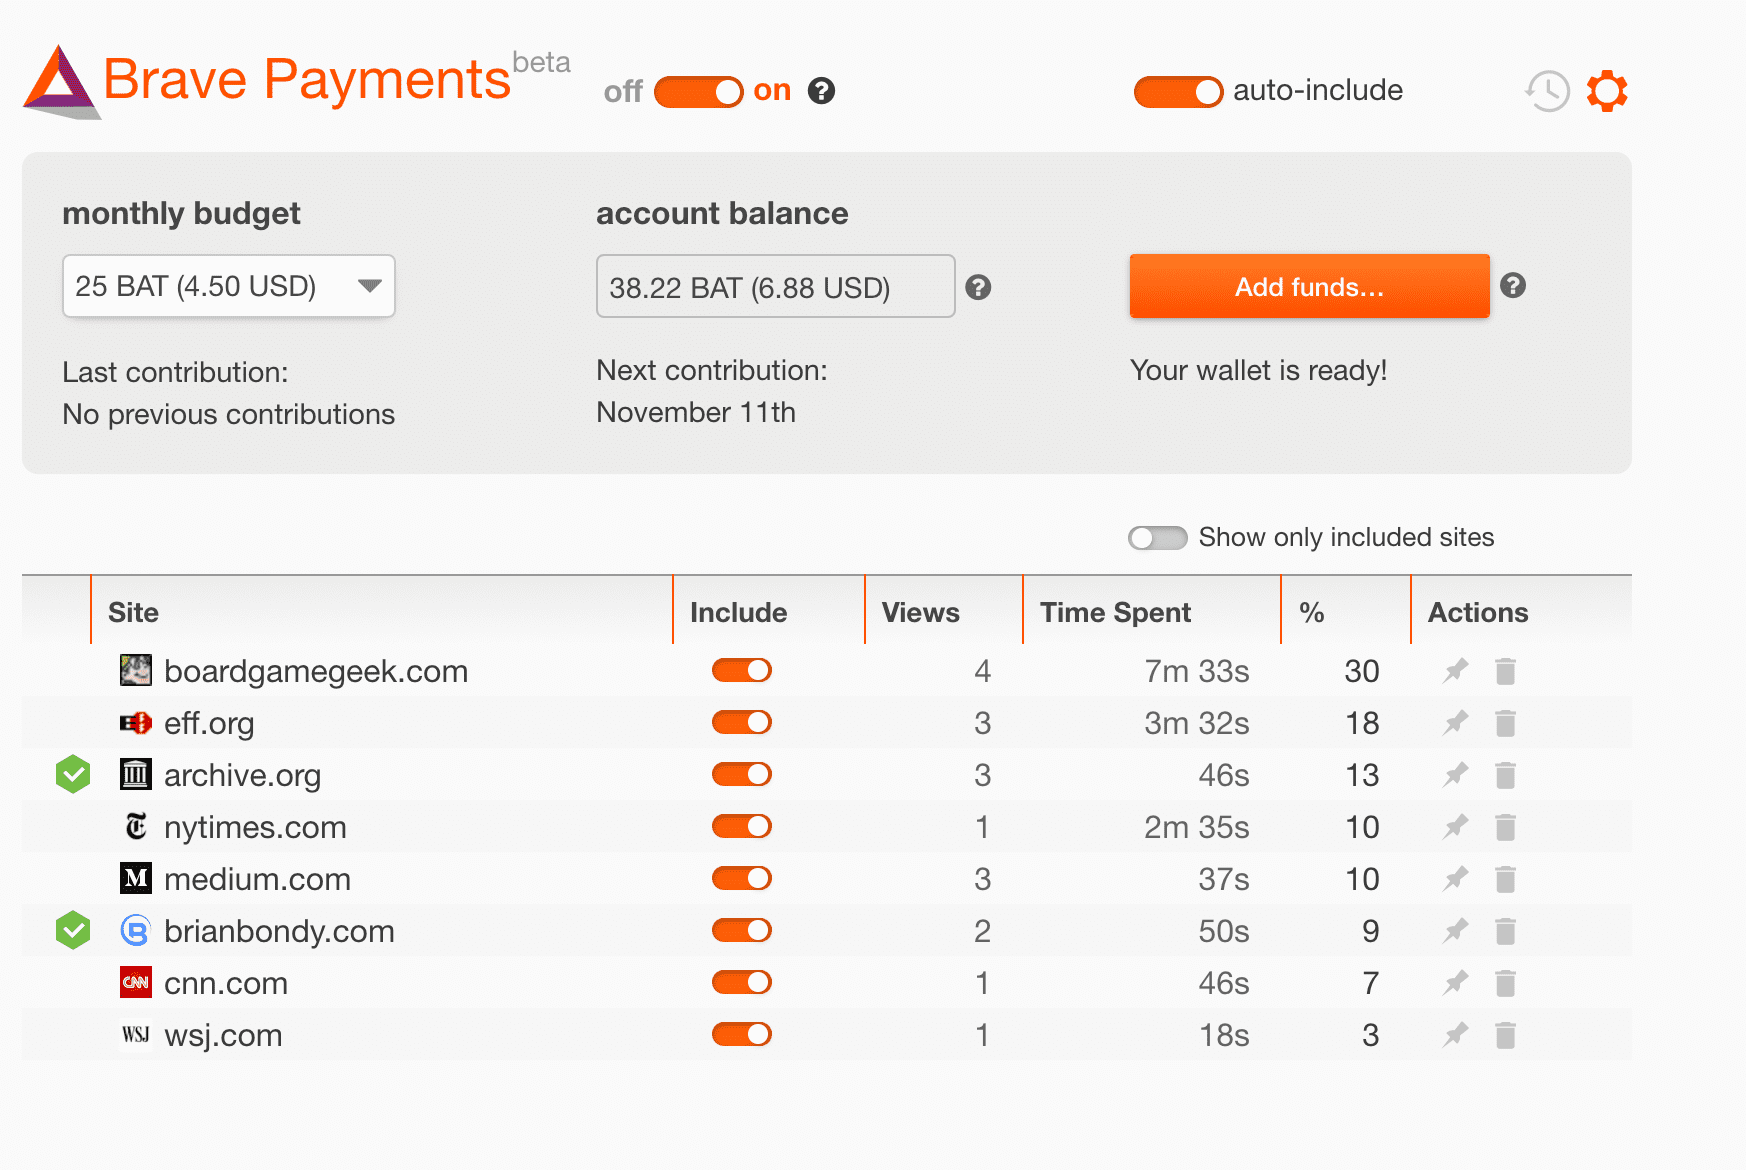 Brave Payments beta off on ? auto-include
monthly budget account balance
25 BAT (4.50 USD) 38.22 BAT (6.88 USD) ? Add funds... ?
Last contribution: Next contribution: Your wallet is ready!
No previous contributions November 11th
Show only included sites
Site Include Views Time Spent % Actions
boardgamegeek.com 4 7m 33s 30
eff.org 3 3m 32s 18
archive.org 3 46s 13
nytimes.com 1 2m 35s 10
M medium.com 3 37s 10
B brianbondy.com 2 50s 9
CNN cnn.com 1 46s 7
WSJ wsj.com 1 18s 3